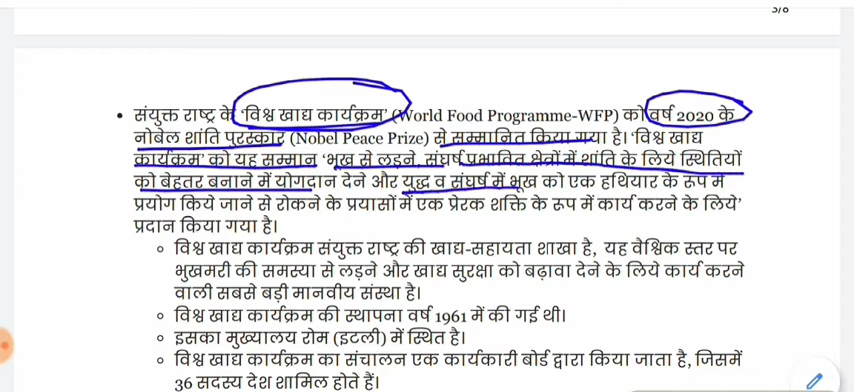 3/8
संयुक्त राष्ट्र के 'विश्व खाद्य कार्यक्रम' (World Food Programme-WFP) को वर्ष 2020 के
नोबेल शांति पुरस्कार (Nobel Peace Prize) से सम्मानित किया गया है। 'विश्व खाद्य
कार्यक्रम' को यह सम्मान 'भूख से लड़ने, संघर्ष प्रभावित क्षेत्रों में शांति के लिये स्थितियों
को बेहतर बनाने में योगदान देने और युद्ध व संघर्ष में भूख को एक हथियार के रूप में
प्रयोग किये जाने से रोकने के प्रयासों में एक प्रेरक शक्ति के रूप में कार्य करने के लिये'
प्रदान किया गया है।
विश्व खाद्य कार्यक्रम संयुक्त राष्ट्र की खाद्य-सहायता शाखा है, यह वैश्विक स्तर पर
भुखमरी की समस्या से लड़ने और खाद्य सुरक्षा को बढ़ावा देने के लिये कार्य करने
वाली सबसे बड़ी मानवीय संस्था है।
विश्व खाद्य कार्यक्रम की स्थापना वर्ष 1961 में की गई थी।
इसका मुख्यालय रोम (इटली) में स्थित है।
विश्व खाद्य कार्यक्रम का संचालन एक कार्यकारी बोर्ड द्वारा किया जाता है, जिसमें
36 सदस्य देश शामिल होते हैं।